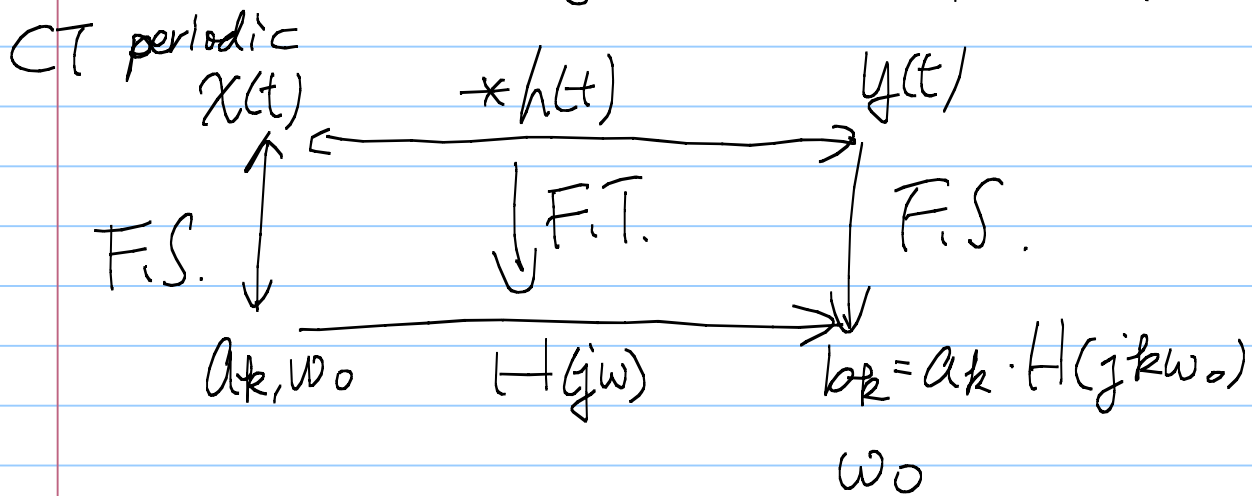 CT periodic
x(t) *h(t) y(t)
F.S. F.T. F.S.
ak, ω0 H(jω) bk = ak · H(jkω0)
ω0